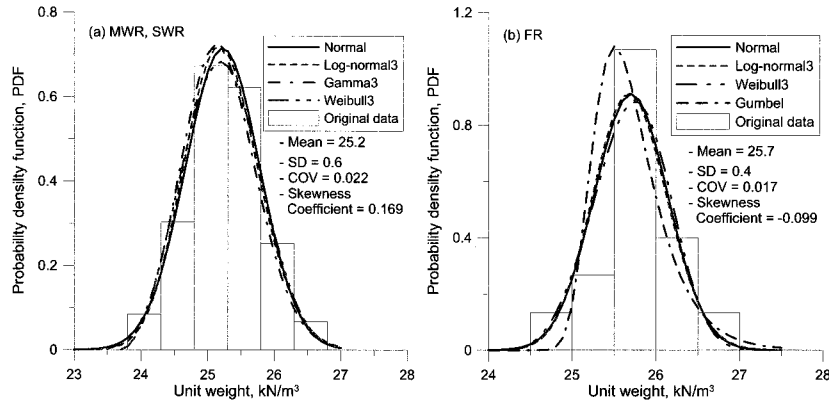 (a) MWR, SWR
Normal
Log-normal3
Gamma3
Weibull3
Original data
- Mean = 25.2
- SD = 0.6
- COV = 0.022
- Skewness
Coefficient = 0.169
Probability density function, PDF
0.8
0.6
0.4
0.2
0
23
24
25
26
27
28
Unit weight, kN/m³
(b) FR
Normal
Log-normal3
Weibull3
Gumbel
Original data
- Mean = 25.7
- SD = 0.4
- COV = 0.017
- Skewness
Coefficient = -0.099
Probability density function, PDF
1.2
0.8
0.4
0
24
25
26
27
28
Unit weight, kN/m³